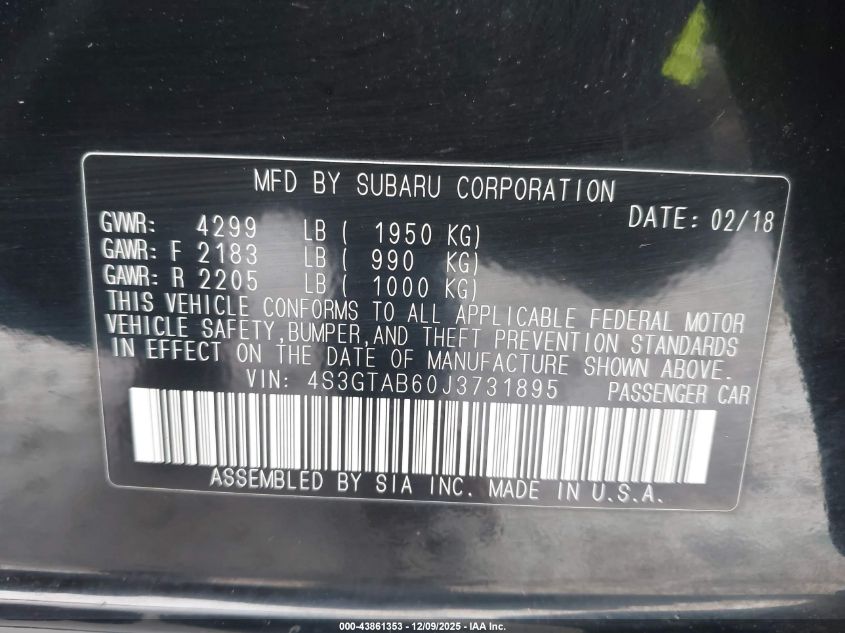 MFD BY SUBARU CORPORATION
DATE: 02/18
GVWR: 4299 LB ( 1950 KG)
GAWR: F 2183 LB ( 990 KG)
GAWR: R 2205 LB ( 1000 KG)
THIS VEHICLE CONFORMS TO ALL APPLICABLE FEDERAL MOTOR
VEHICLE SAFETY,BUMPER,AND THEFT PREVENTION STANDARDS
IN EFFECT ON THE DATE OF MANUFACTURE SHOWN ABOVE.
VIN: 4S3GTAB60J3731895 PASSENGER CAR
ASSEMBLED BY SIA INC. MADE IN U.S.A.
000-43861353 - 12/09/2025 - IAA Inc.